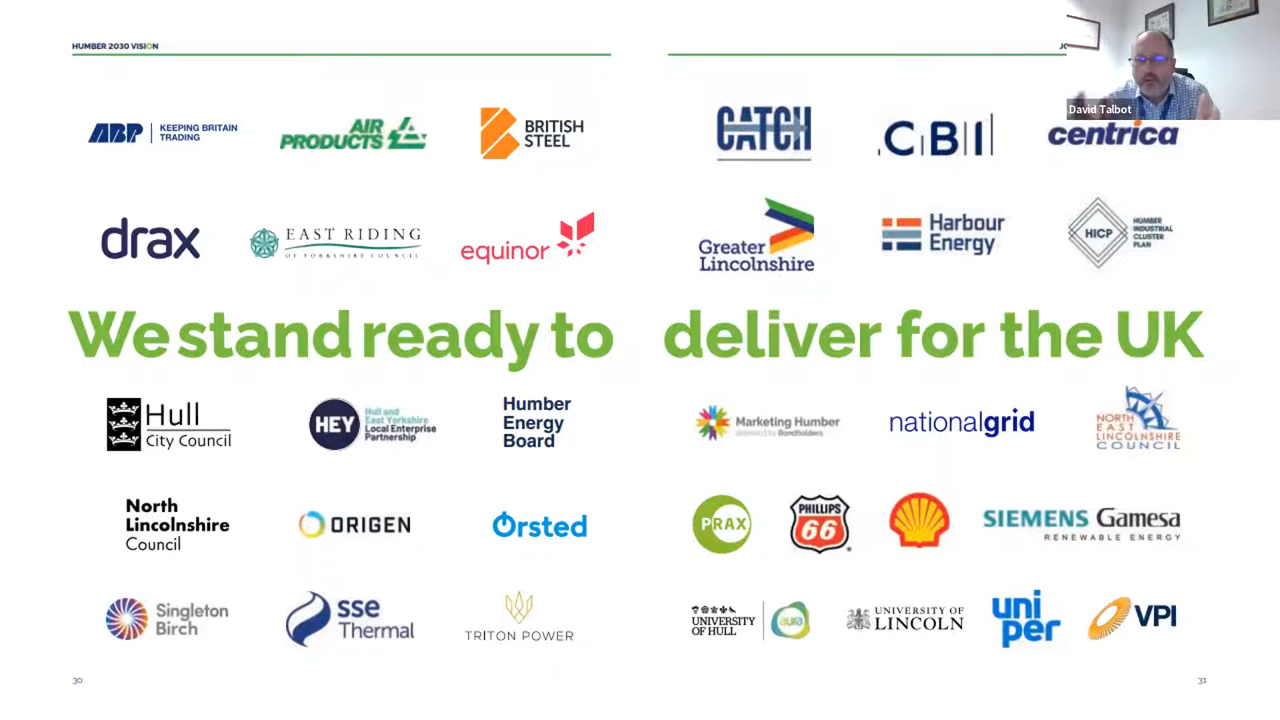 HUMBER 2030 VISION
David Talbot
ABP
KEEPING BRITAIN
TRADING
AIR
PRODUCTS
BRITISH
STEEL
CATCH
CBI
centrica
drax
EAST RIDING
OF YORKSHIRE COUNCIL
equinor
Greater
Lincolnshire
Harbour
Energy
HICP
HUMBER
INDUSTRIAL
CLUSTER
PLAN
We stand ready to deliver for the UK
Hull
City Council
HEY
Hull and
East Yorkshire
Local Enterprise
Partnership
Humber
Energy
Board
Marketing Humber
Bondholders
nationalgrid
NORTH
EAST
LINCOLNSHIRE
COUNCIL
North
Lincolnshire
Council
ORIGEN
Ørsted
PRAX
PHILLIPS
66
SIEMENS Gamesa
RENEWABLE ENERGY
Singleton
Birch
sse
Thermal
TRITON POWER
UNIVERSITY
OF HULL
aura
UNIVERSITY OF
LINCOLN
uni
per
VPI
30
31